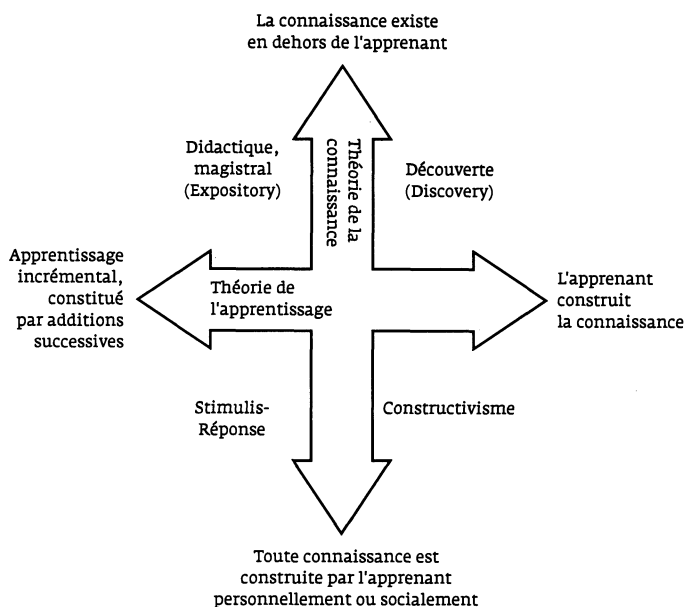 La connaissance existe
en dehors de l'apprenant
Didactique,
magistral
(Expository)
Théorie de la
connaissance
Découverte
(Discovery)
Apprentissage
incrémental,
constitué
par additions
successives
Théorie de
l'apprentissage
L'apprenant
construit
la connaissance
Stimulis-
Réponse
Constructivisme
Toute connaissance est
construite par l'apprenant
personnellement ou socialement